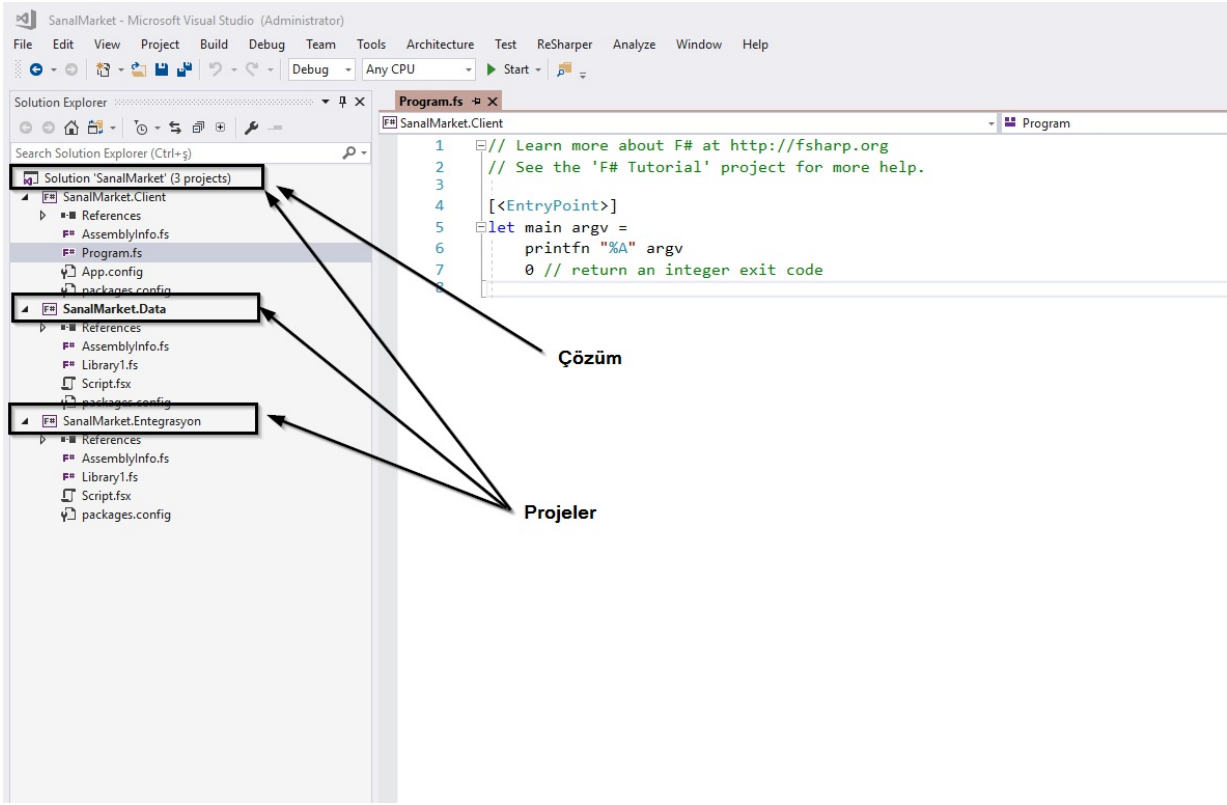 SanalMarket - Microsoft Visual Studio (Administrator)
File Edit View Project Build Debug Team Tools Architecture Test ReSharper Analyze Window Help
Debug Any CPU Start
Solution Explorer
Search Solution Explorer (Ctrl+ş)
Solution 'SanalMarket' (3 projects)
F# SanalMarket.Client
References
F# AssemblyInfo.fs
F# Program.fs
App.config
packages.config
F# SanalMarket.Data
References
F# AssemblyInfo.fs
F# Library1.fs
Script.fsx
packages.config
F# SanalMarket.Entegrasyon
References
F# AssemblyInfo.fs
F# Library1.fs
Script.fsx
packages.config
Program.fs
F# SanalMarket.Client Program
1 // Learn more about F# at http://fsharp.org
2 // See the 'F# Tutorial' project for more help.
3
4 [<EntryPoint>]
5 let main argv =
6 printfn "%A" argv
7 0 // return an integer exit code
8
Çözüm
Projeler